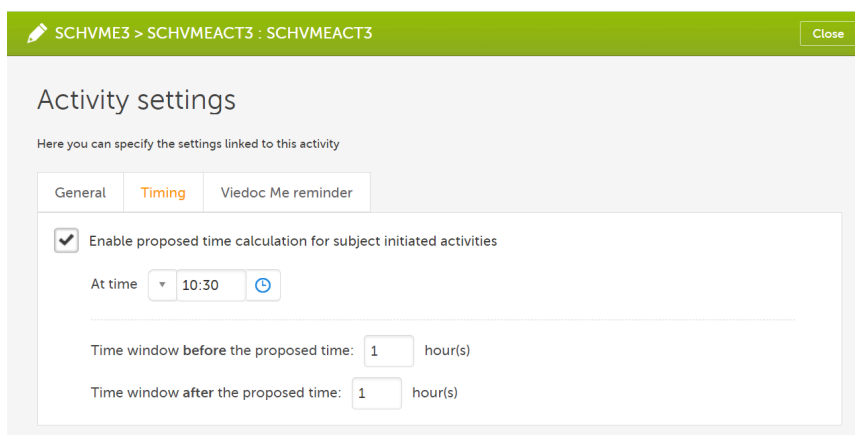 SCHVME3 > SCHVMEACT3 : SCHVMEACT3
Close
Activity settings
Here you can specify the settings linked to this activity
General Timing Viedoc Me reminder
Enable proposed time calculation for subject initiated activities
At time 10:30
Time window before the proposed time: 1 hour(s)
Time window after the proposed time: 1 hour(s)